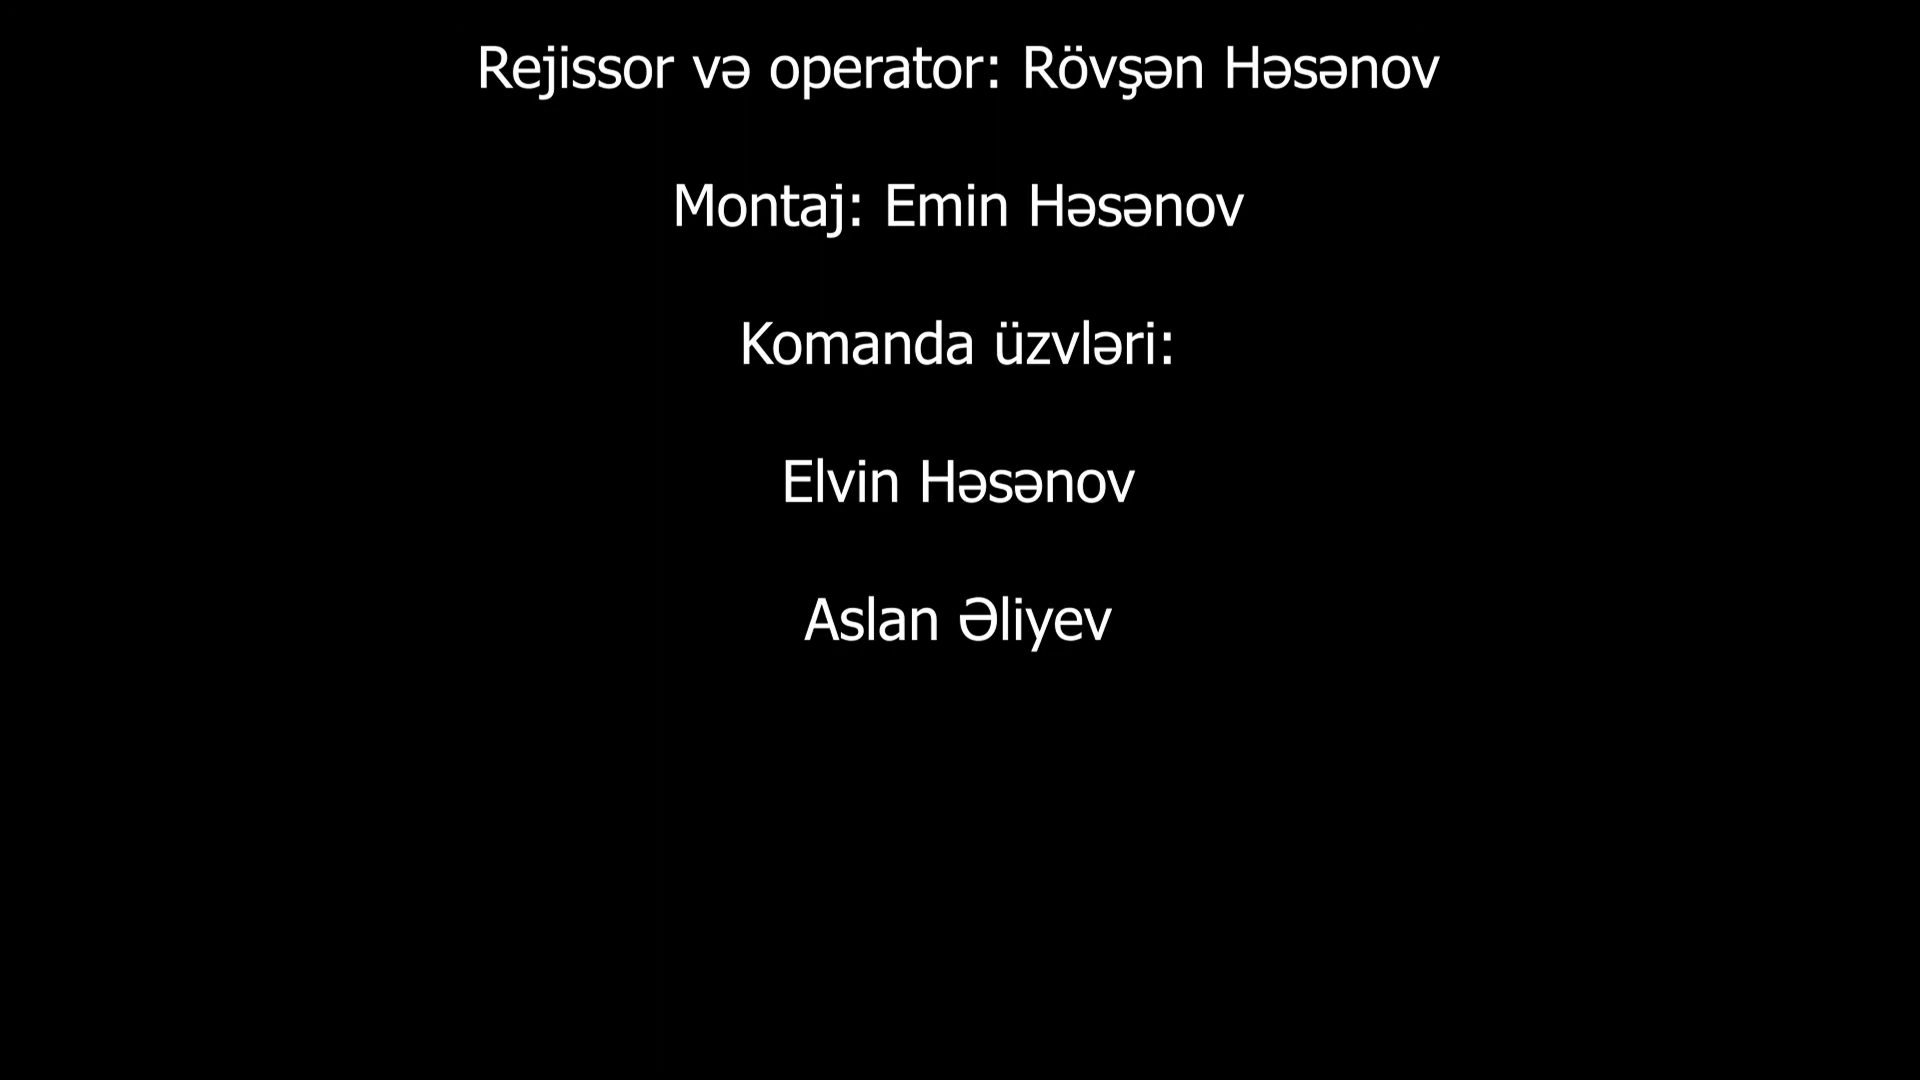 Rejissor və operator: Rövşən Həsənov
Montaj: Emin Həsənov
Komanda üzvləri:
Elvin Həsənov
Aslan Əliyev